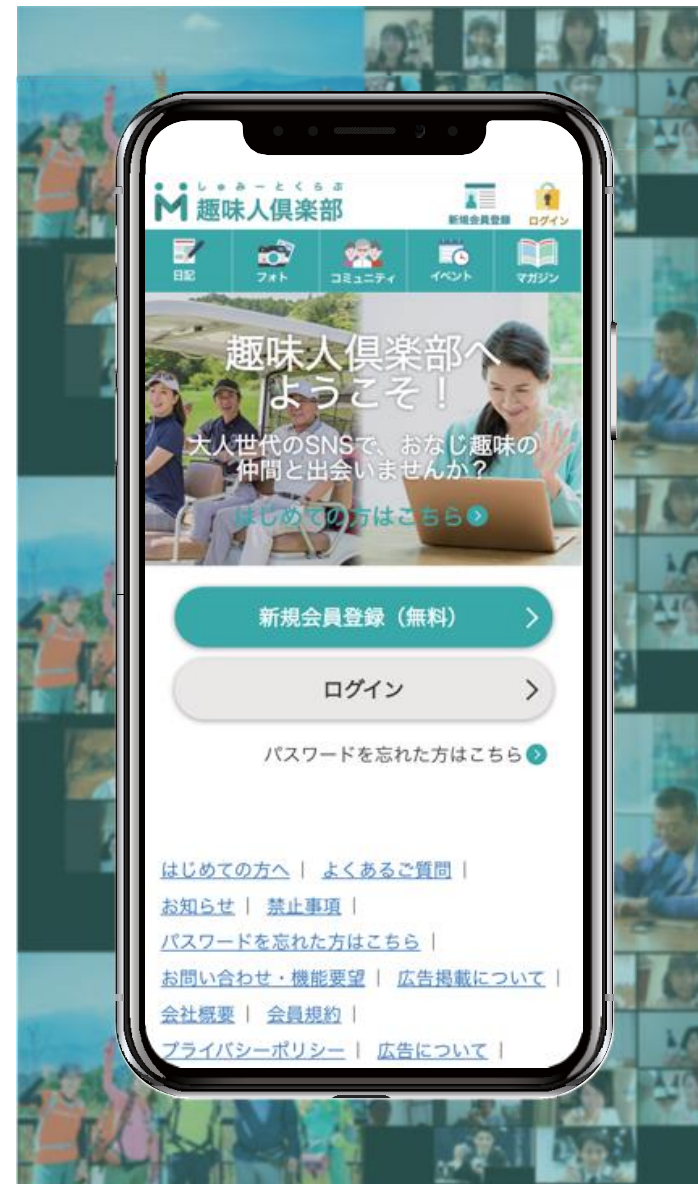 しゅみーとくらぶ
趣味人倶楽部
新規会員登録
ログイン
日記
フォト
コミュニティ
イベント
マガジン
趣味人倶楽部へ
ようこそ！
大人世代のSNSで、おなじ趣味の
仲間と出会いませんか？
はじめての方はこちら
新規会員登録（無料）
ログイン
パスワードを忘れた方はこちら
はじめての方へ | よくあるご質問 |
お知らせ | 禁止事項 |
パスワードを忘れた方はこちら |
お問い合わせ・機能要望 | 広告掲載について |
会社概要 | 会員規約 |
プライバシーポリシー | 広告について |